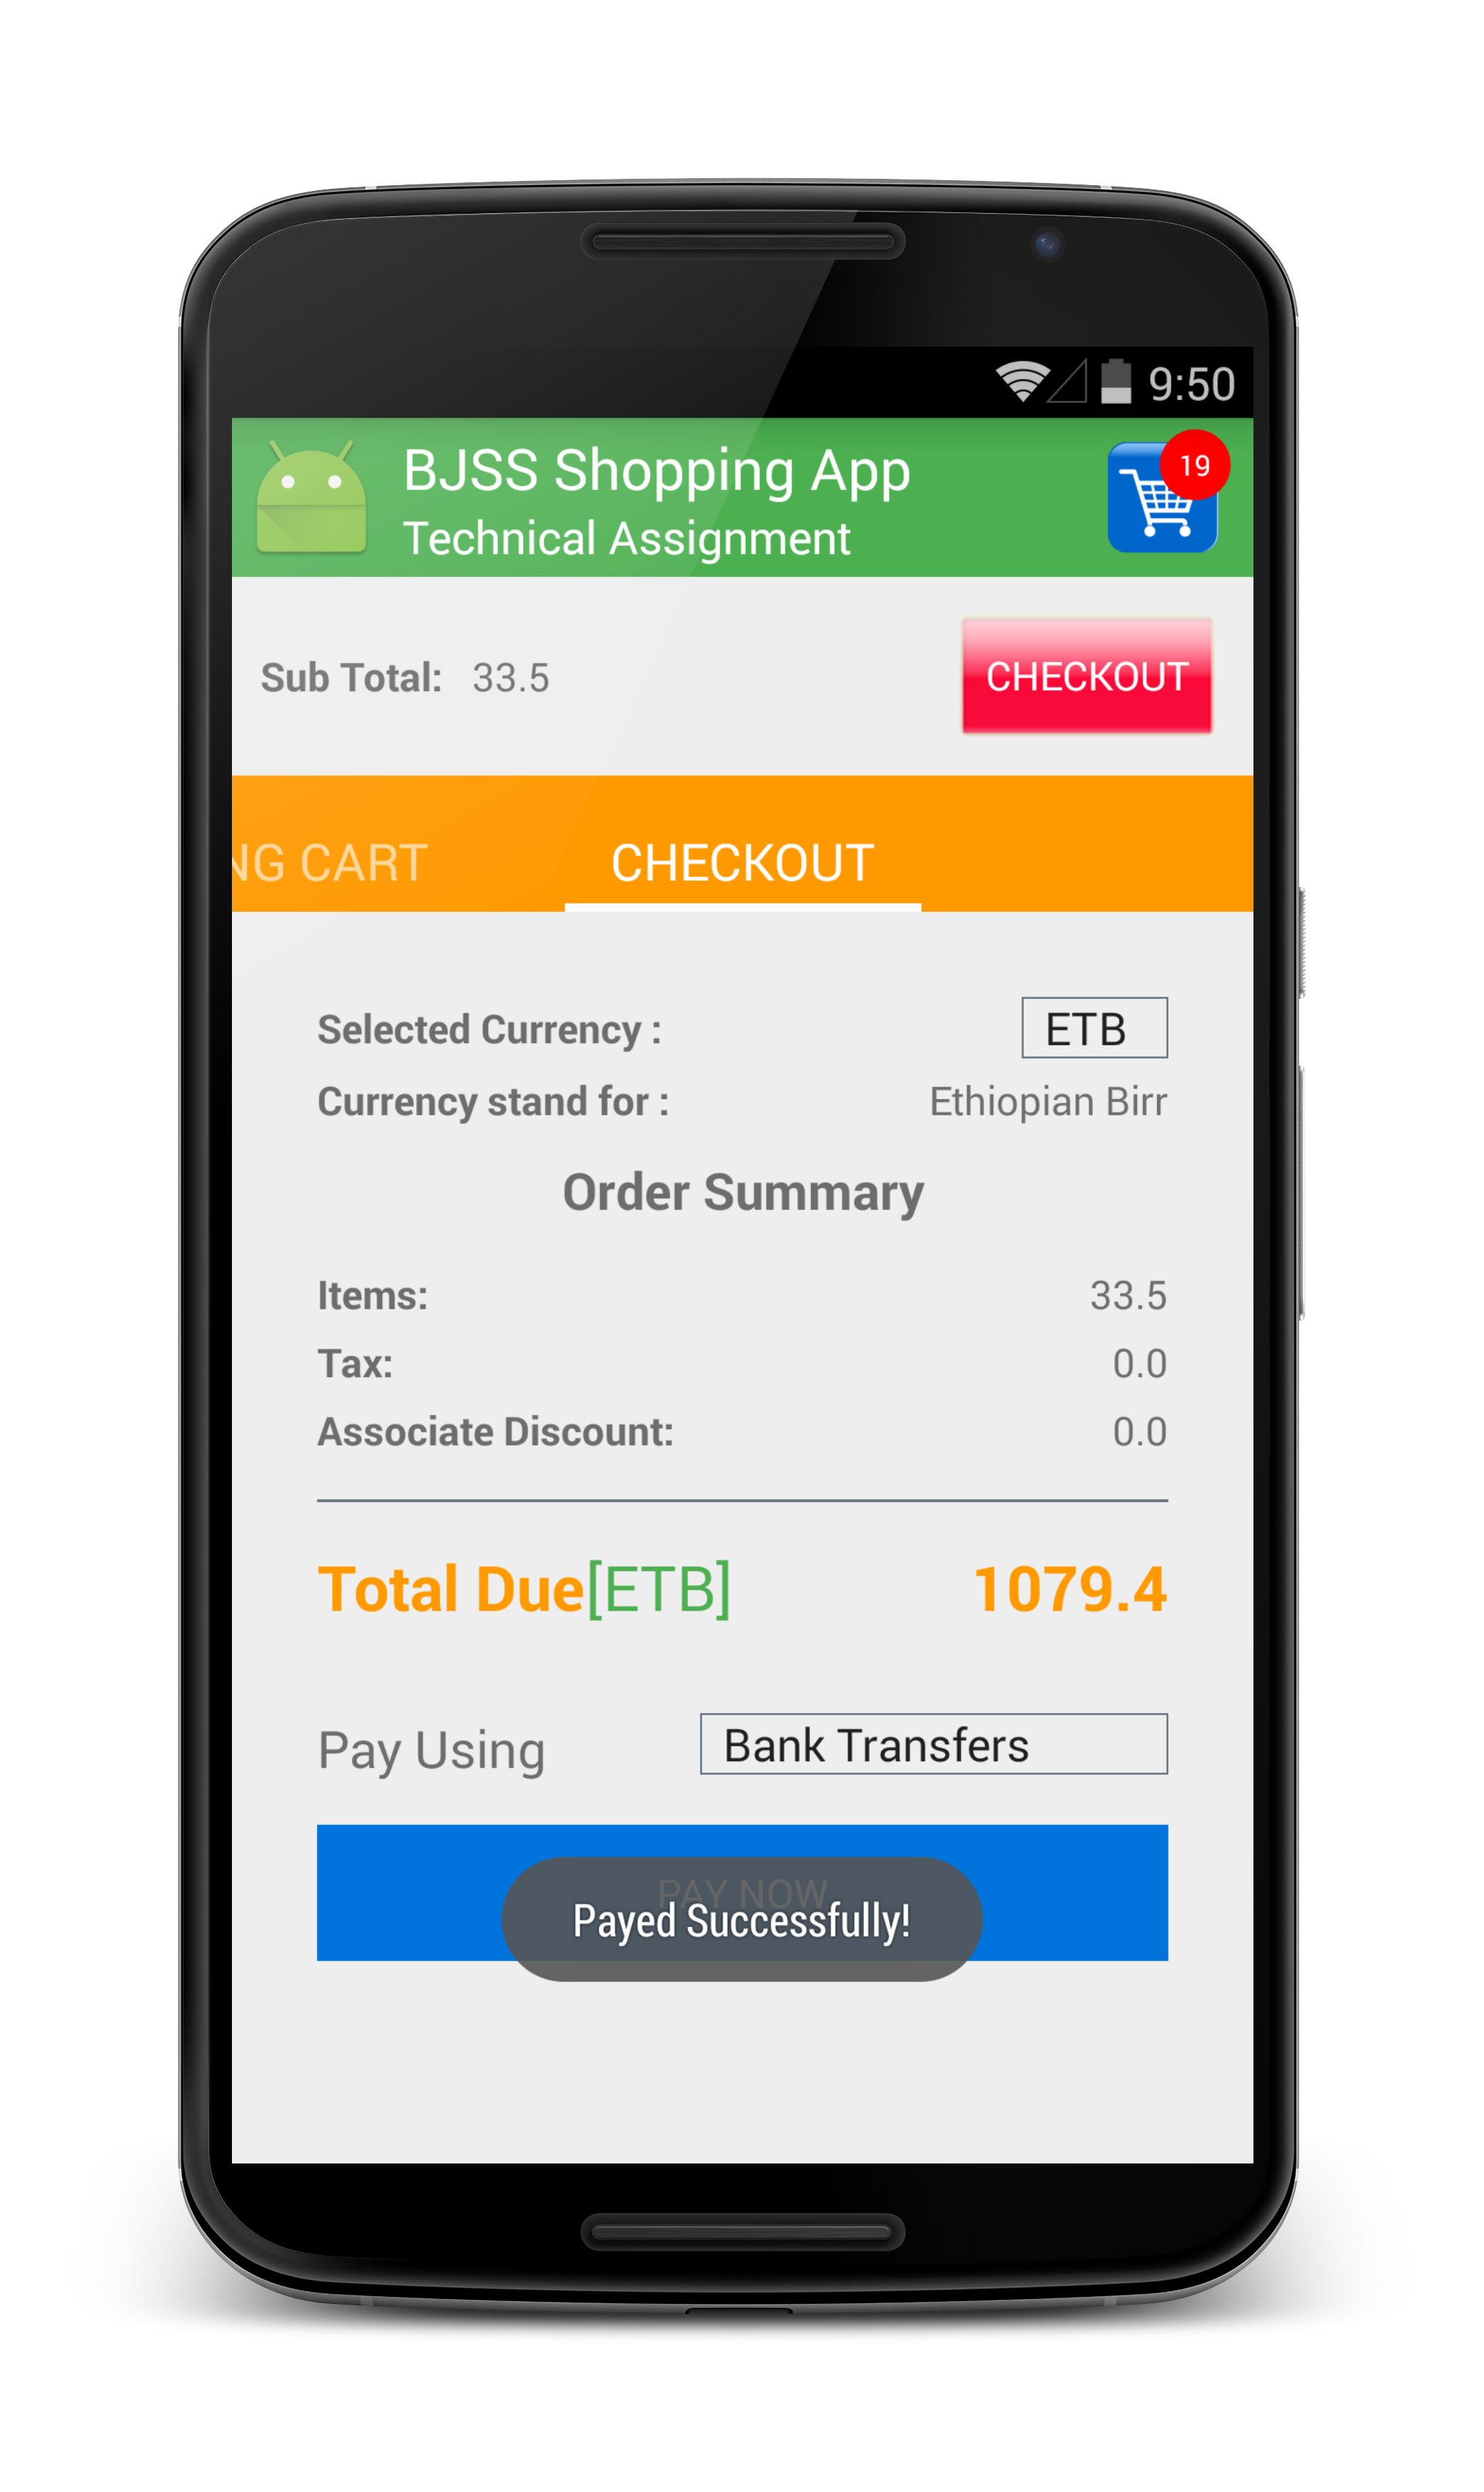 9:50
BJSS Shopping App
19
Technical Assignment
Sub Total: 33.5
CHECKOUT
NG CART
CHECKOUT
Selected Currency :
ETB
Currency stand for :
Ethiopian Birr
Order Summary
Items:
33.5
Tax:
0.0
Associate Discount:
0.0
Total Due[ETB]
1079.4
Pay Using
Bank Transfers
PAY NOW
Payed Successfully!